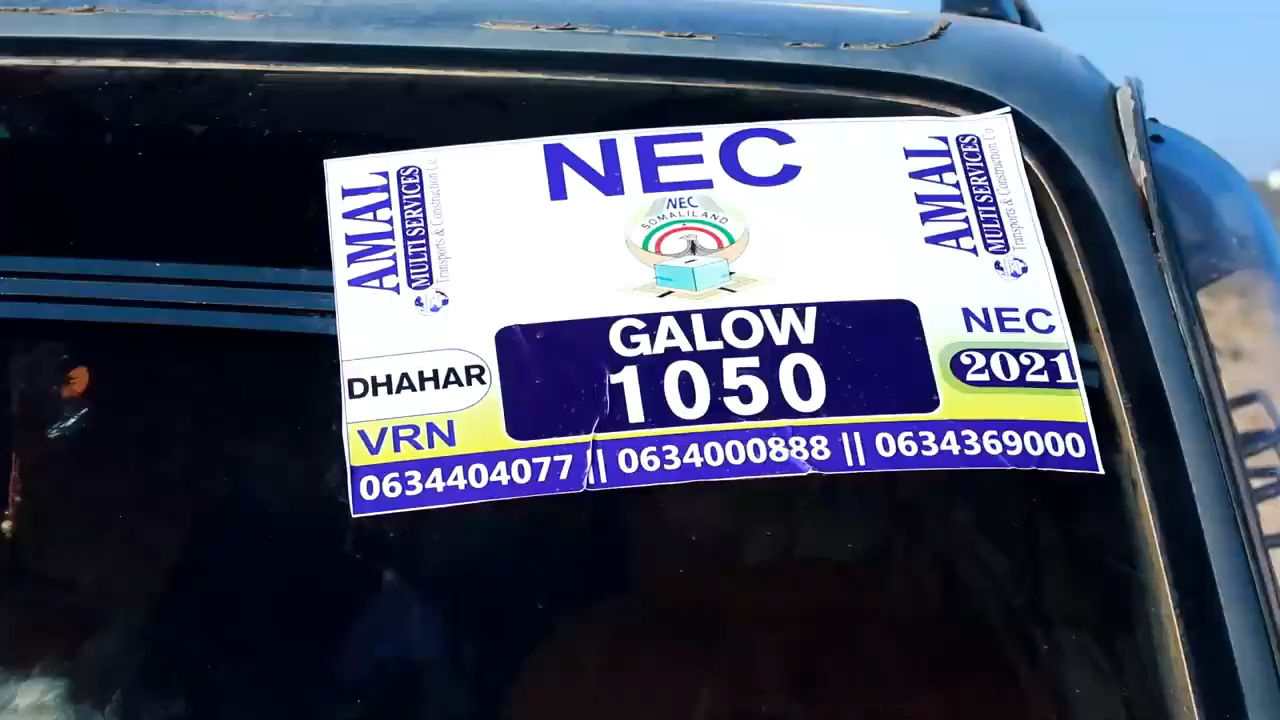 NEC
AMAL
MULTI SERVICES
Transports & Construction Co
NEC
SOMALILAND
AMAL
MULTI SERVICES
Transports & Construction Co
GALOW
1050
NEC
2021
DHAHAR
VRN
0634404077 || 0634000888 || 0634369000